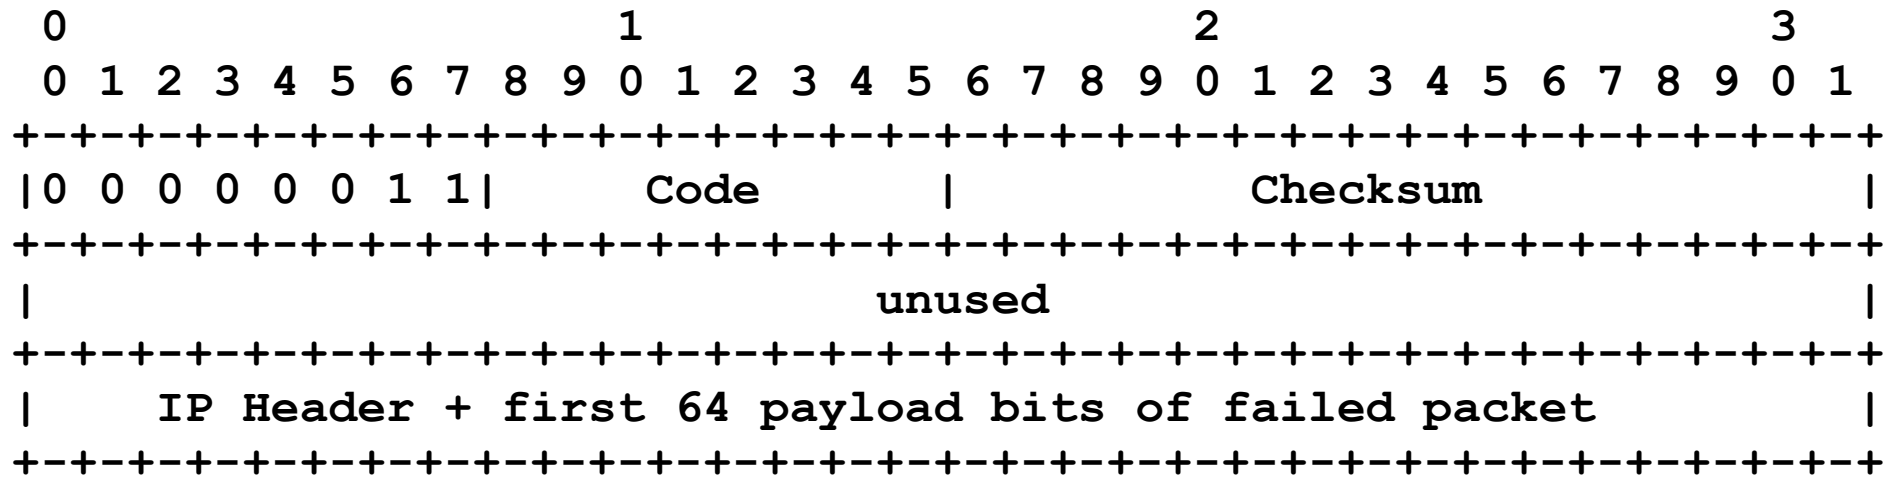 0                   1                   2                   3
 0 1 2 3 4 5 6 7 8 9 0 1 2 3 4 5 6 7 8 9 0 1 2 3 4 5 6 7 8 9 0 1
+-+-+-+-+-+-+-+-+-+-+-+-+-+-+-+-+-+-+-+-+-+-+-+-+-+-+-+-+-+-+-+-+
|0 0 0 0 0 0 1 1|     Code      |          Checksum             |
+-+-+-+-+-+-+-+-+-+-+-+-+-+-+-+-+-+-+-+-+-+-+-+-+-+-+-+-+-+-+-+-+
|                             unused                            |
+-+-+-+-+-+-+-+-+-+-+-+-+-+-+-+-+-+-+-+-+-+-+-+-+-+-+-+-+-+-+-+-+
|    IP Header + first 64 payload bits of failed packet         |
+-+-+-+-+-+-+-+-+-+-+-+-+-+-+-+-+-+-+-+-+-+-+-+-+-+-+-+-+-+-+-+-+